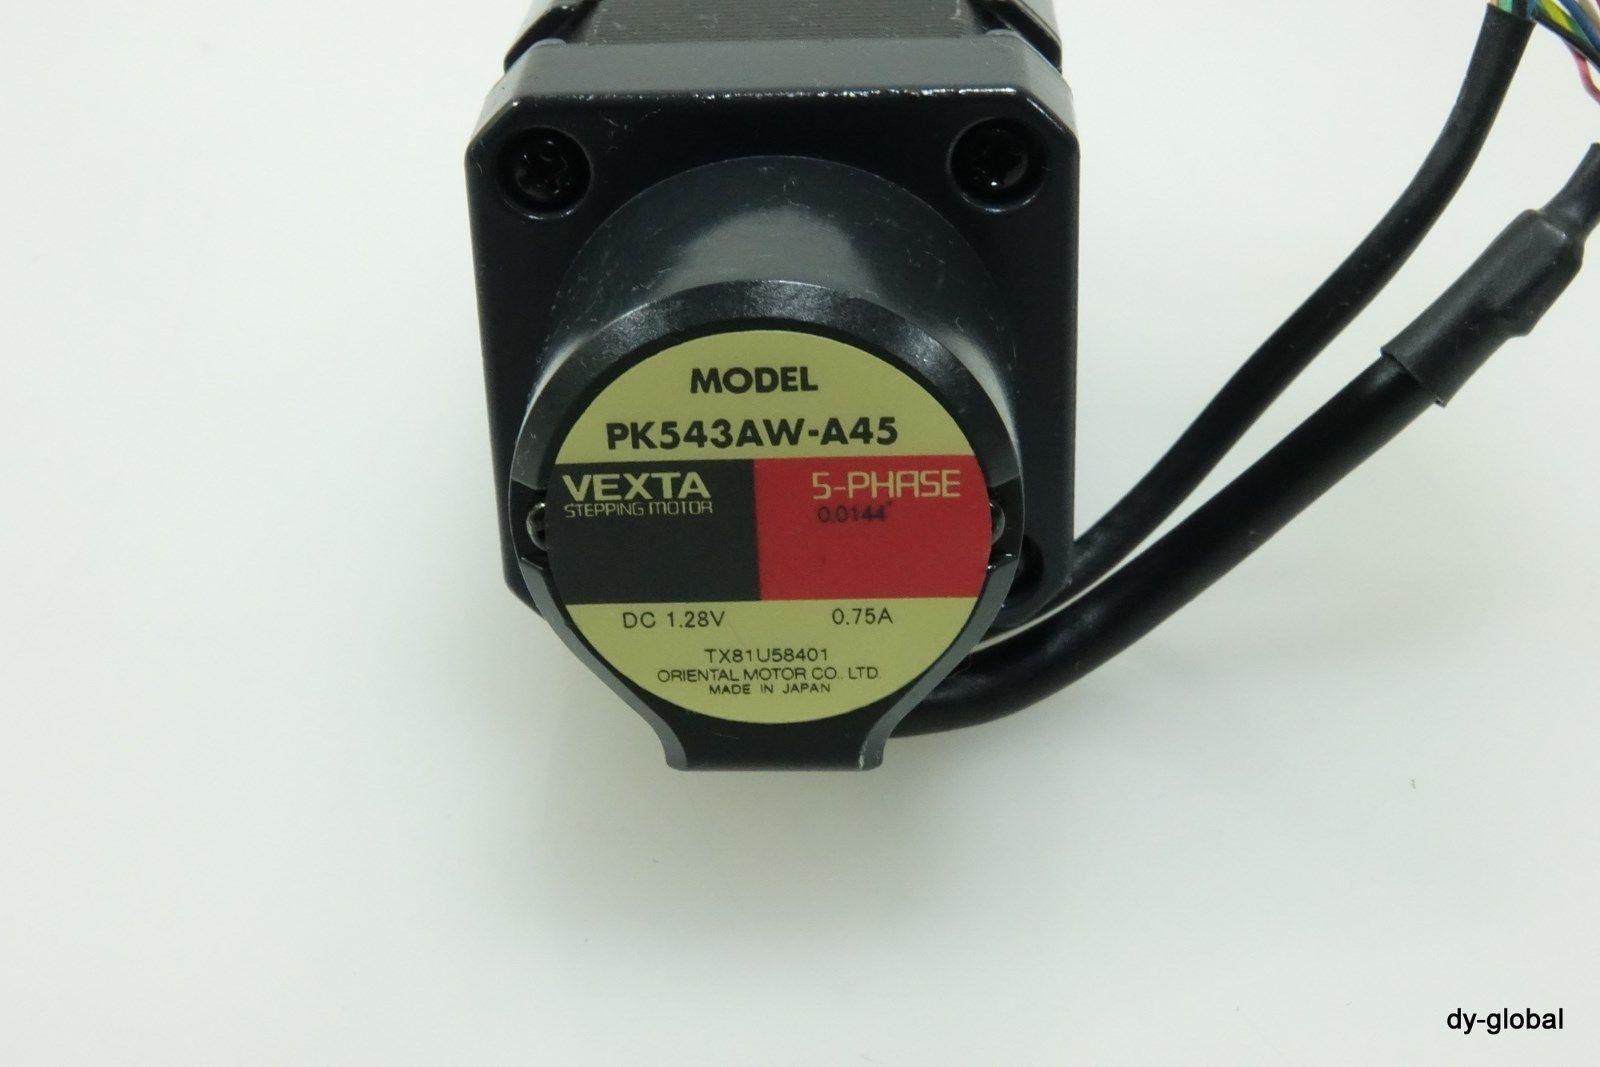 MODEL
PK543AW-A45
VEXTA
STEPPING MOTOR
5-PHASE
0.0144°
DC 1.28V 0.75A
TX81U58401
ORIENTAL MOTOR CO., LTD.
MADE IN JAPAN
dy-global